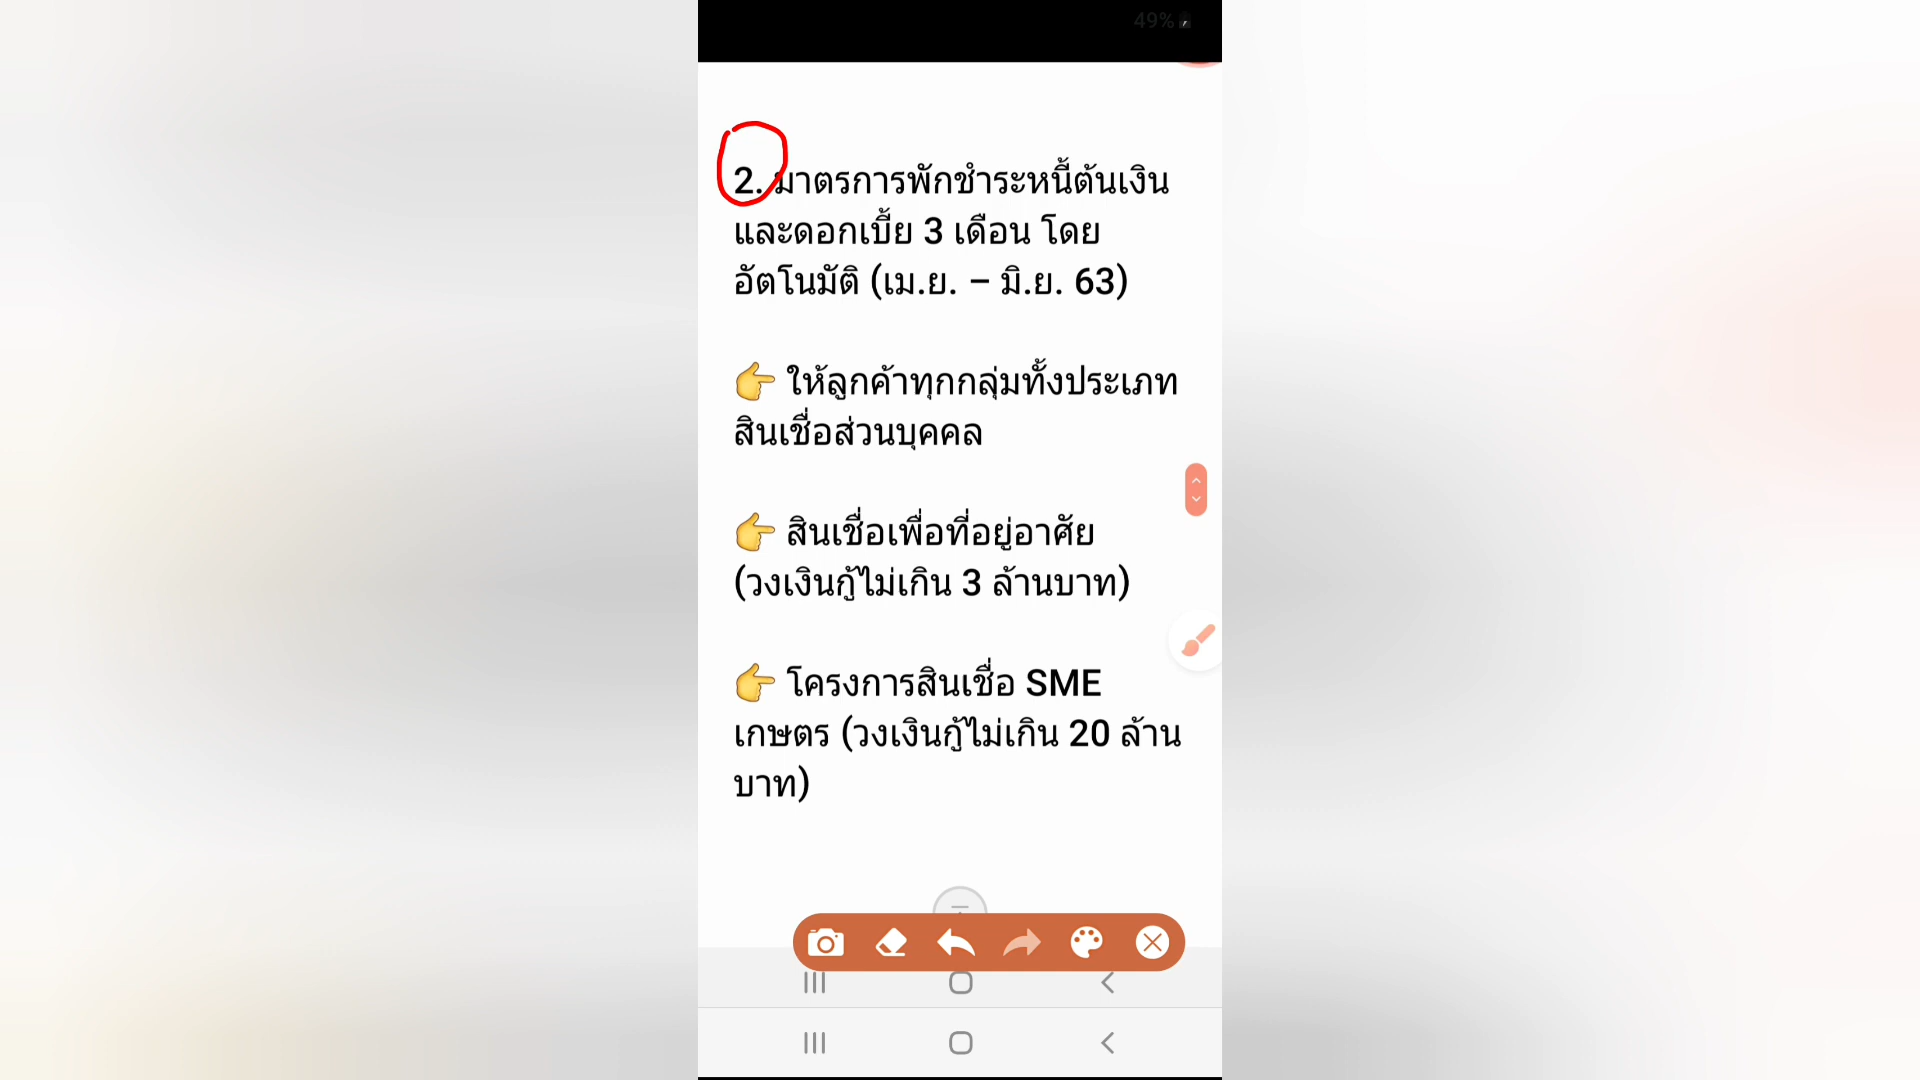 49%
2. มาตรการพักชำระหนี้ต้นเงิน
และดอกเบี้ย 3 เดือน โดย
อัตโนมัติ (เม.ย. – มิ.ย. 63)
👉 ให้ลูกค้าทุกกลุ่มทั้งประเภท
สินเชื่อส่วนบุคคล
👉 สินเชื่อเพื่อที่อยู่อาศัย
(วงเงินกู้ไม่เกิน 3 ล้านบาท)
👉 โครงการสินเชื่อ SME
เกษตร (วงเงินกู้ไม่เกิน 20 ล้าน
บาท)